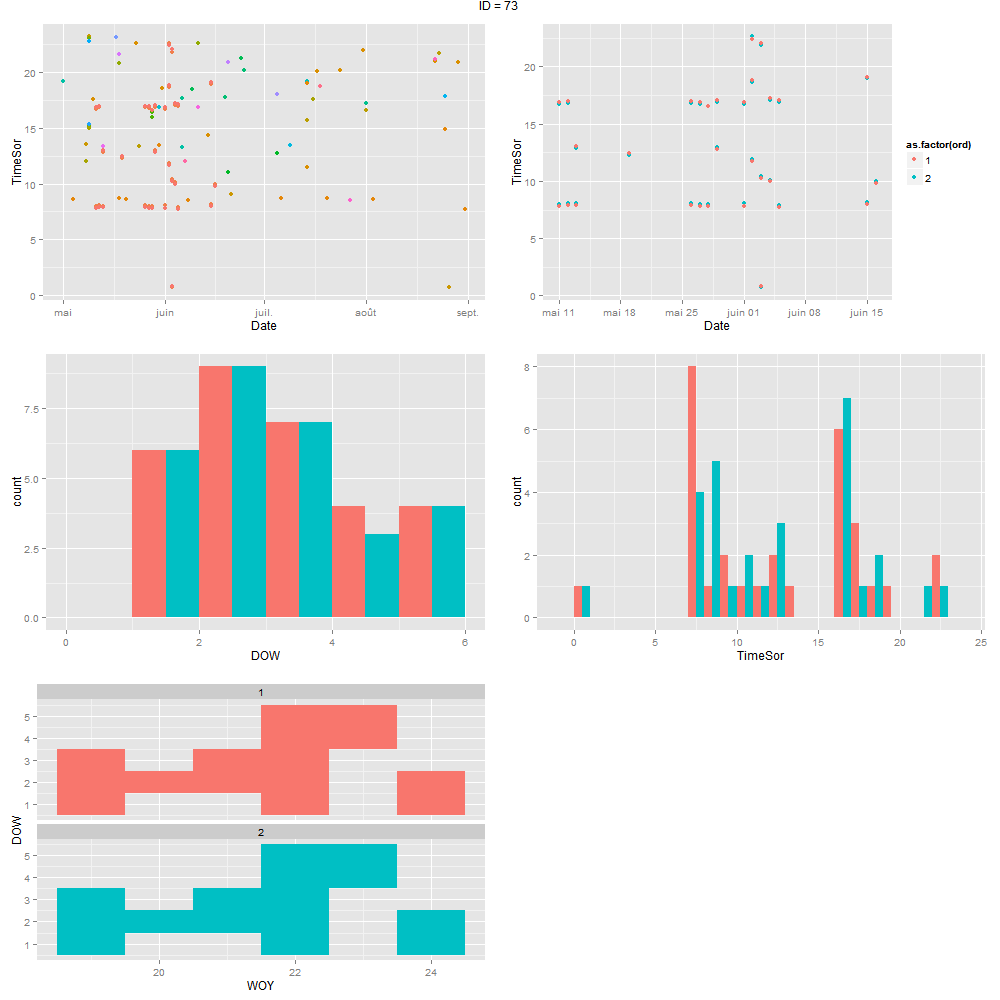 ID = 73
TimeSor
20
15
10
5
0
mai
juin
juil.
août
sept.
Date
TimeSor
20
15
10
5
0
mai 11
mai 18
mai 25
juin 01
juin 08
juin 15
Date
as.factor(ord)
1
2
count
7.5
5.0
2.5
0.0
0
2
4
6
DOW
count
8
6
4
2
0
0
5
10
15
20
25
TimeSor
DOW
1
5
4
3
2
1
2
5
4
3
2
1
20
22
24
WOY